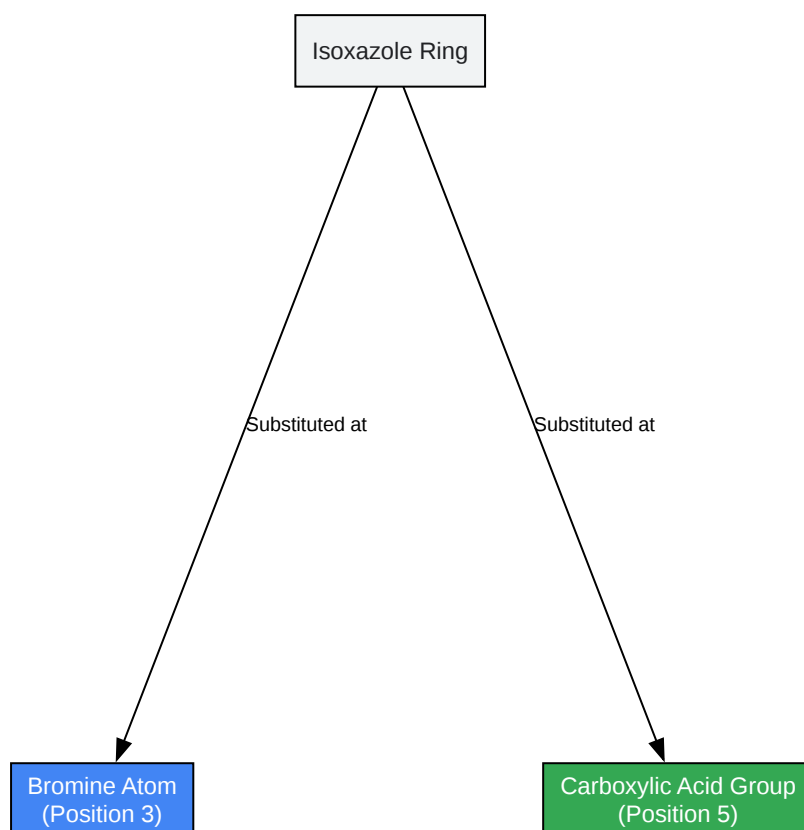 Isoxazole Ring
Substituted at
Substituted at
Bromine Atom
(Position 3)
Carboxylic Acid Group
(Position 5)